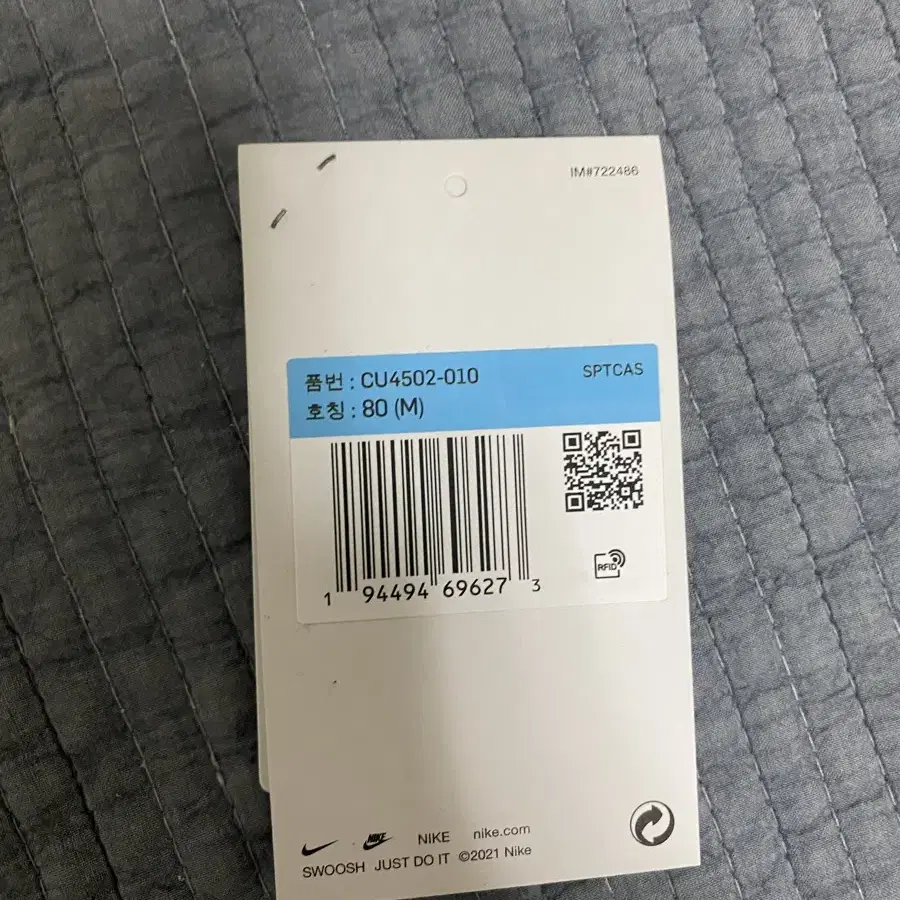 IM#722486
품번 : CU4502-010
SPTCAS
호칭 : 80 (M)
1 94494 69627 3
RFID
NIKE
NIKE nike.com
SWOOSH JUST DO IT ©2021 Nike